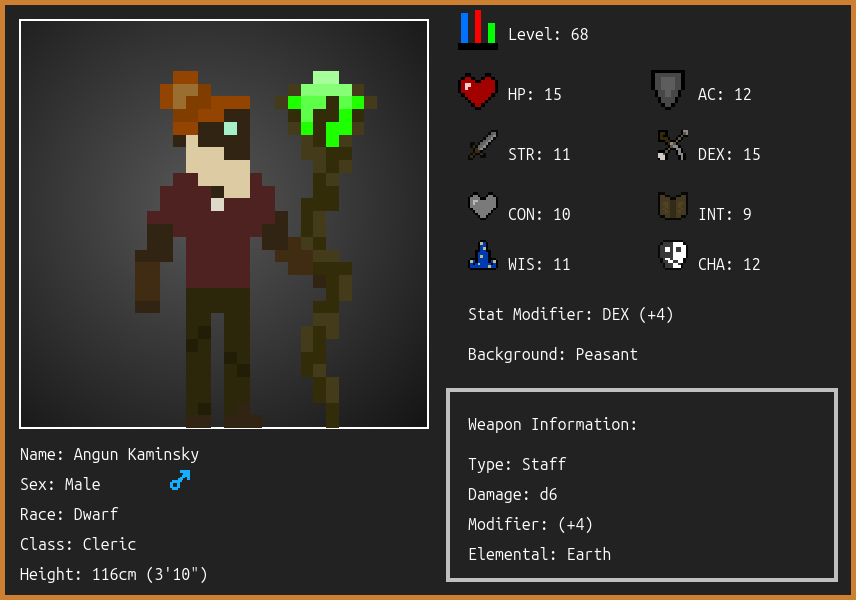 Level: 68
HP: 15
AC: 12
STR: 11
DEX: 15
CON: 10
INT: 9
WIS: 11
CHA: 12
Stat Modifier: DEX (+4)
Background: Peasant
Name: Angun Kaminsky
Sex: Male
Race: Dwarf
Class: Cleric
Height: 116cm (3'10")
Weapon Information:
Type: Staff
Damage: d6
Modifier: (+4)
Elemental: Earth